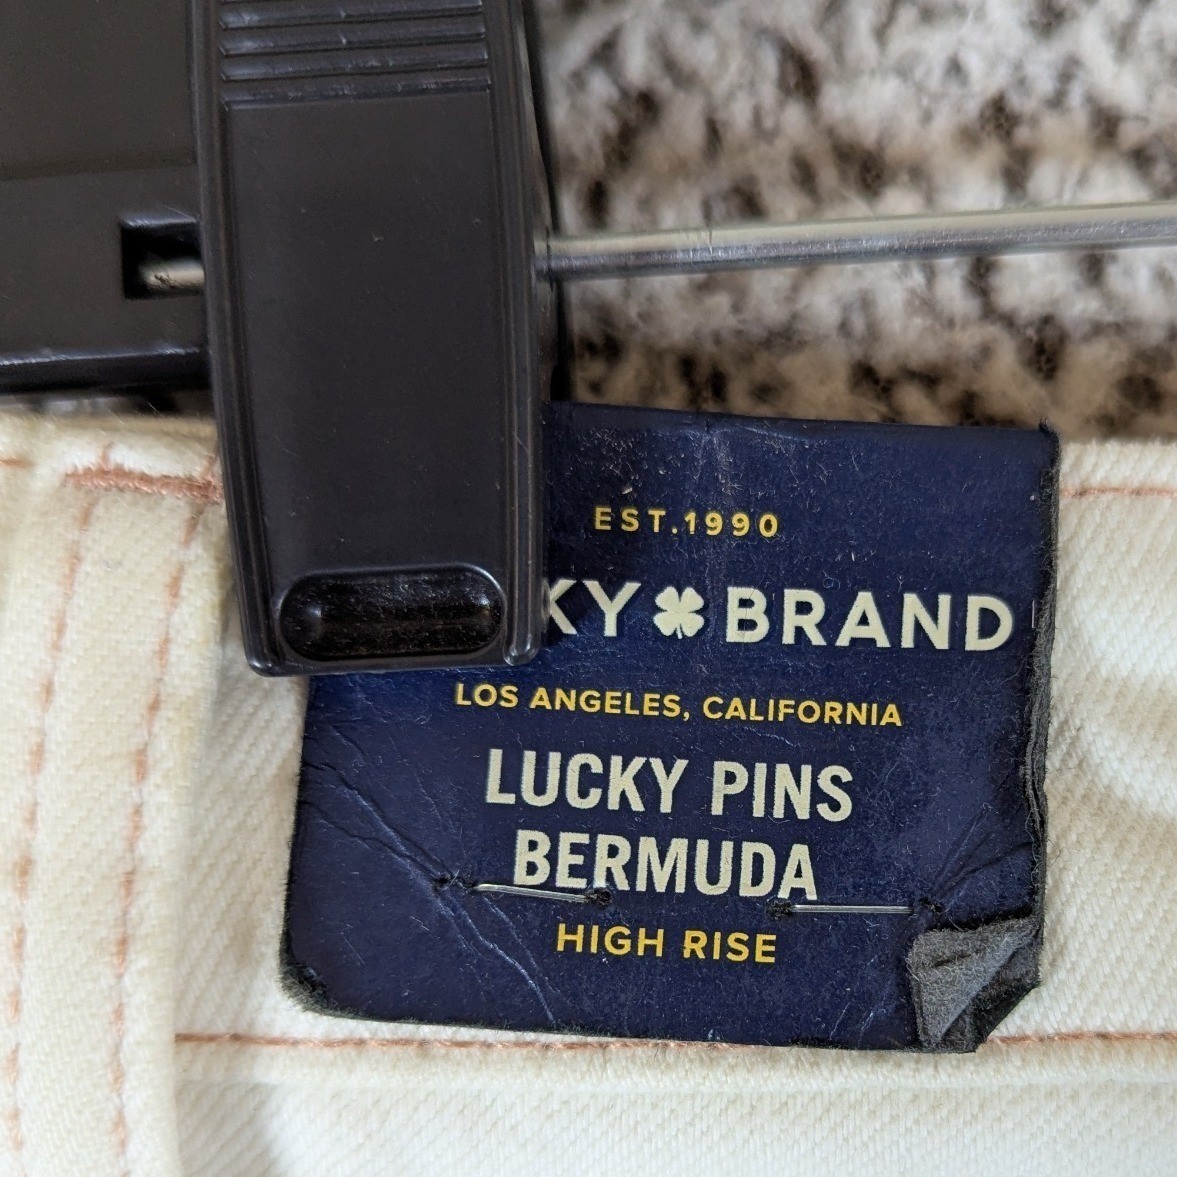 EST.1990
KY BRAND
LOS ANGELES, CALIFORNIA
LUCKY PINS
BERMUDA
HIGH RISE